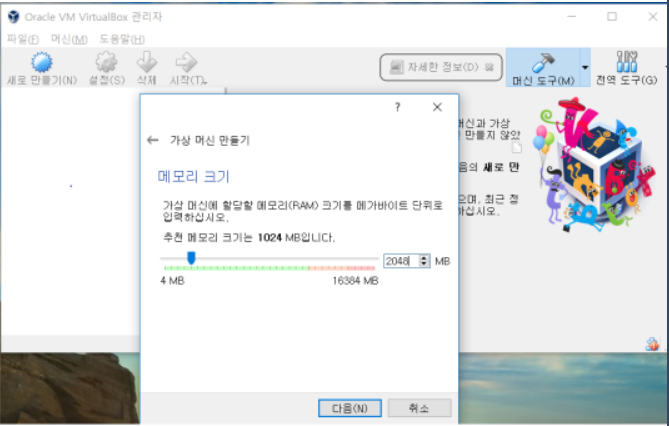 Oracle VM VirtualBox 관리자
파일(F) 머신(M) 도움말(H)
새로 만들기(N) 설정(S) 삭제 시작(T)
자세한 정보(D)
머신 도구(M) 전역 도구(G)
머신과 가상
만들지 않았
음의 새로 만
으며, 최근 정
하십시오.
?
가상 머신 만들기
메모리 크기
가상 머신에 할당할 메모리(RAM) 크기를 메가바이트 단위로
입력하십시오.
추천 메모리 크기는 1024 MB입니다.
2048 MB
4 MB 16384 MB
다음(N) 취소